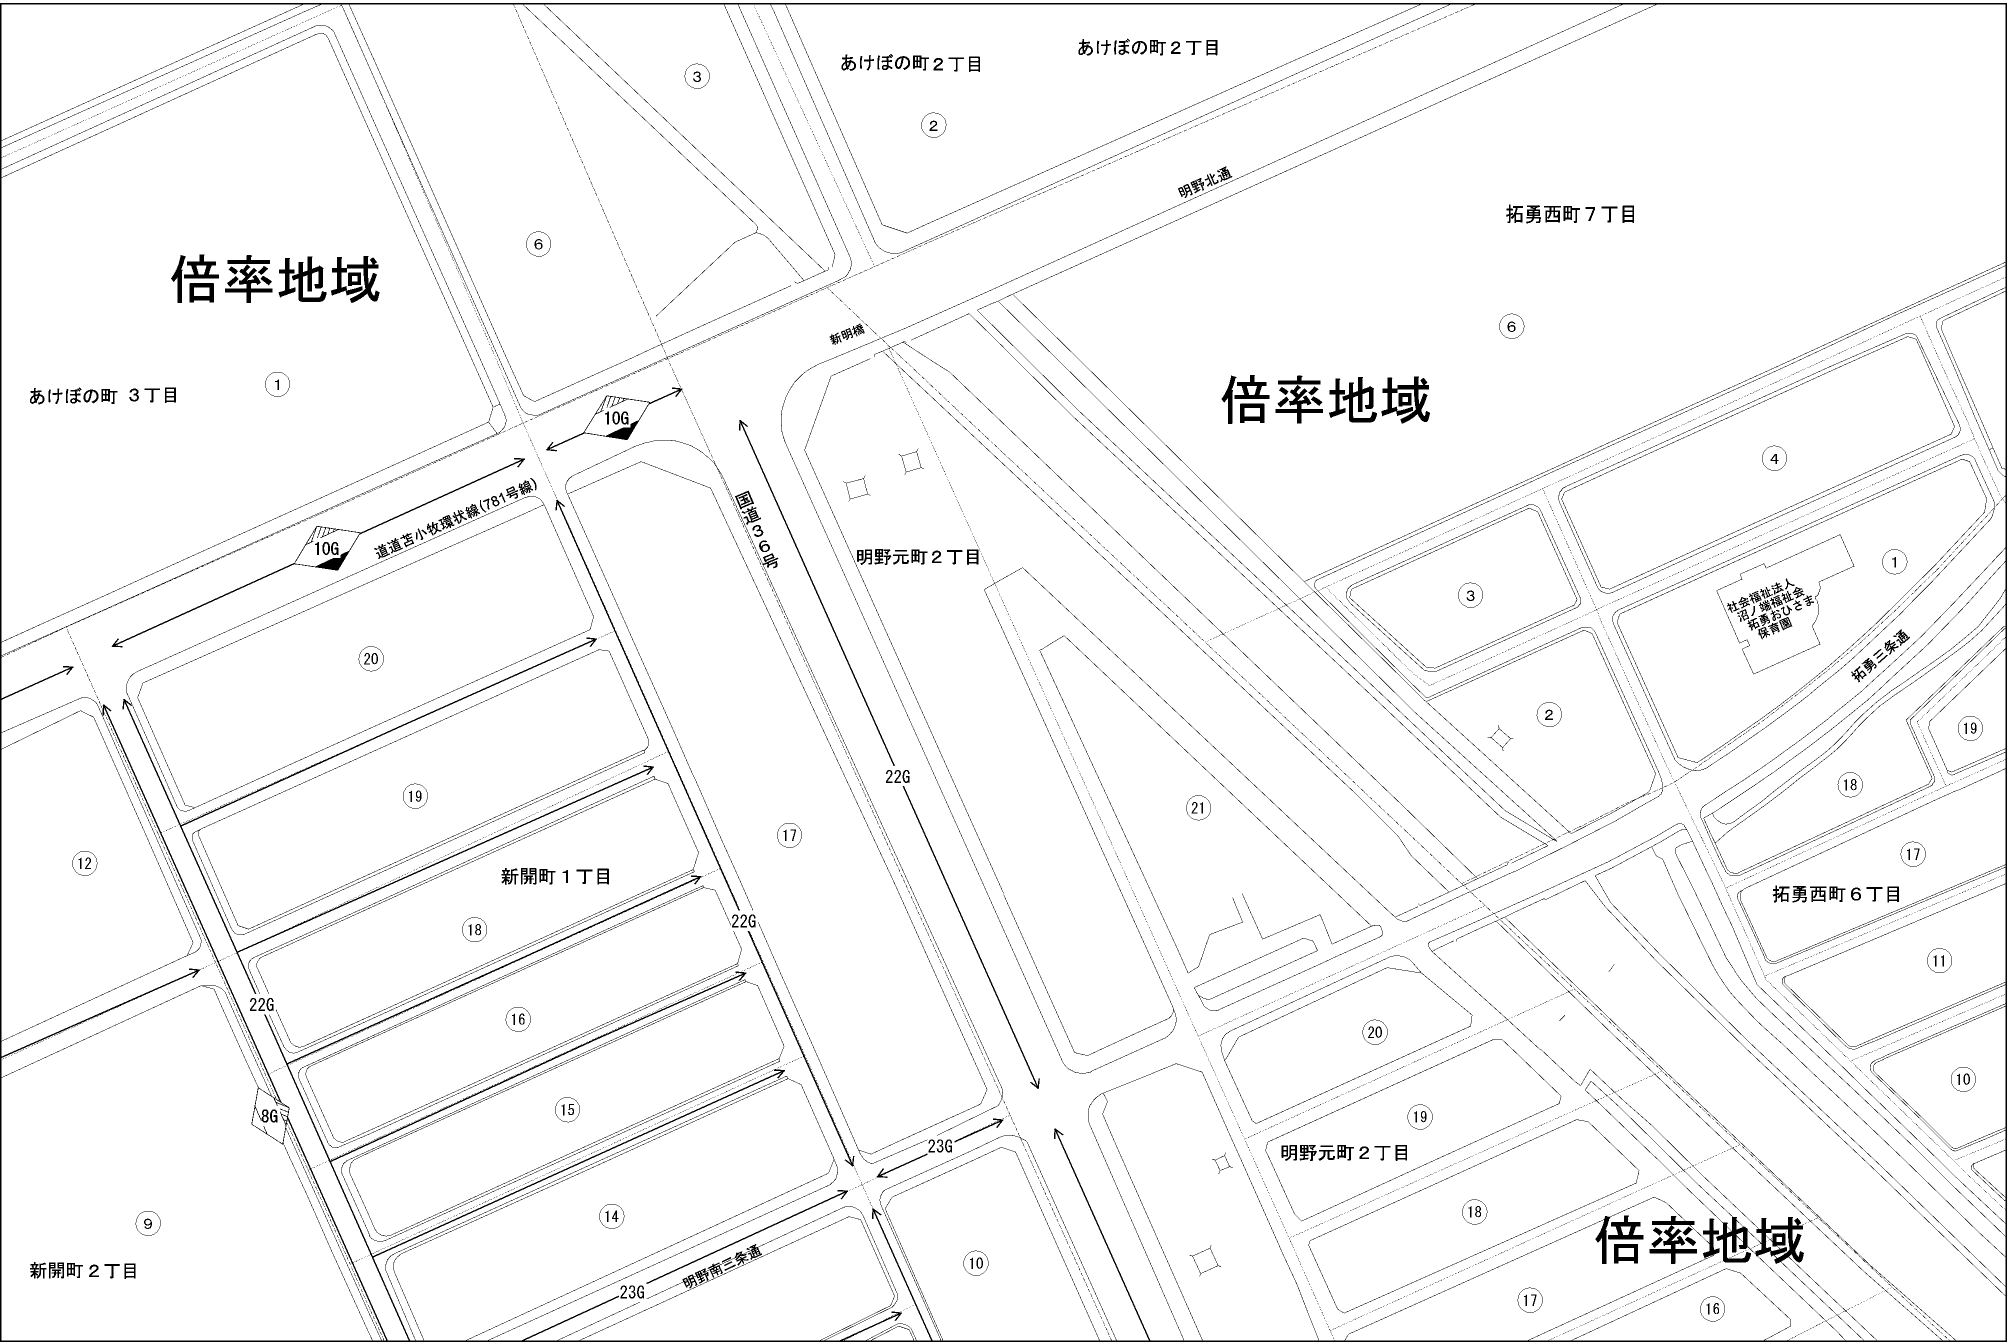 あけぼの町２丁目
あけぼの町２丁目
③
②
明野北通
拓勇西町７丁目
⑥
倍率地域
新明橋
⑥
①
あけぼの町 ３丁目
倍率地域
10G
10G
道道苫小牧環状線(781号線)
国道３６号
明野元町２丁目
④
③
①
社会福祉法人
沼ノ端福祉会
拓勇おひさま
保育園
拓勇三条通
②
⑲
⑱
⑳
⑲
22G
㉑
⑰
⑫
新開町１丁目
⑰
拓勇西町６丁目
22G
⑱
⑪
22G
⑯
⑳
⑩
⑮
8G
⑲
23G
明野元町２丁目
⑨
⑭
⑱
倍率地域
新開町２丁目
明野南三条通
⑩
23G
⑰
⑯